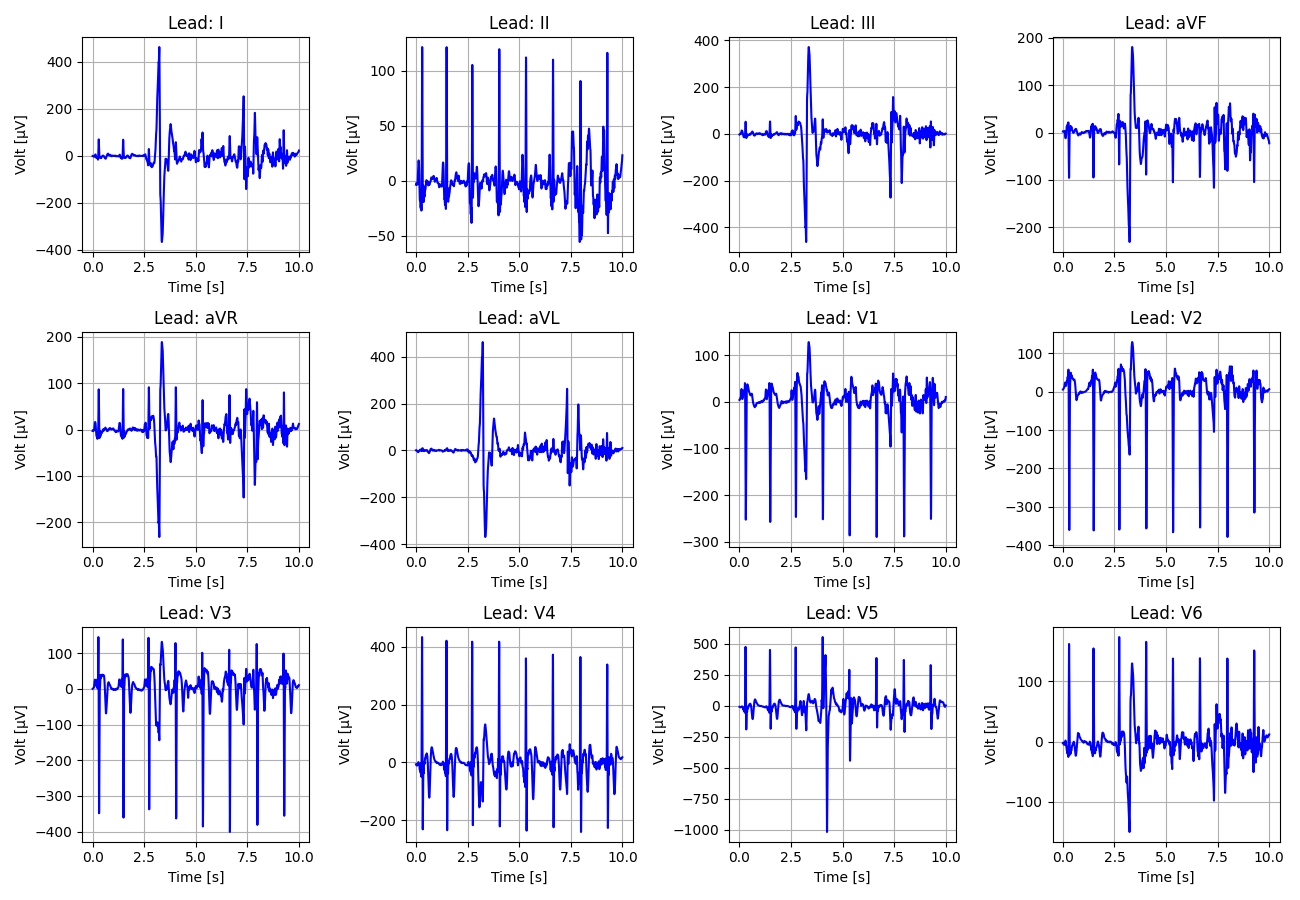 Lead: I
Volt [µV]
400
200
0
−200
−400
0.0 2.5 5.0 7.5 10.0
Time [s]
Lead: II
Volt [µV]
100
50
0
−50
0.0 2.5 5.0 7.5 10.0
Time [s]
Lead: III
Volt [µV]
400
200
0
−200
−400
0.0 2.5 5.0 7.5 10.0
Time [s]
Lead: aVF
Volt [µV]
200
100
0
−100
−200
0.0 2.5 5.0 7.5 10.0
Time [s]
Lead: aVR
Volt [µV]
200
100
0
−100
−200
0.0 2.5 5.0 7.5 10.0
Time [s]
Lead: aVL
Volt [µV]
400
200
0
−200
−400
0.0 2.5 5.0 7.5 10.0
Time [s]
Lead: V1
Volt [µV]
100
0
−100
−200
−300
0.0 2.5 5.0 7.5 10.0
Time [s]
Lead: V2
Volt [µV]
100
0
−100
−200
−300
−400
0.0 2.5 5.0 7.5 10.0
Time [s]
Lead: V3
Volt [µV]
100
0
−100
−200
−300
−400
0.0 2.5 5.0 7.5 10.0
Time [s]
Lead: V4
Volt [µV]
400
200
0
−200
0.0 2.5 5.0 7.5 10.0
Time [s]
Lead: V5
Volt [µV]
500
250
0
−250
−500
−750
−1000
0.0 2.5 5.0 7.5 10.0
Time [s]
Lead: V6
Volt [µV]
100
0
−100
0.0 2.5 5.0 7.5 10.0
Time [s]